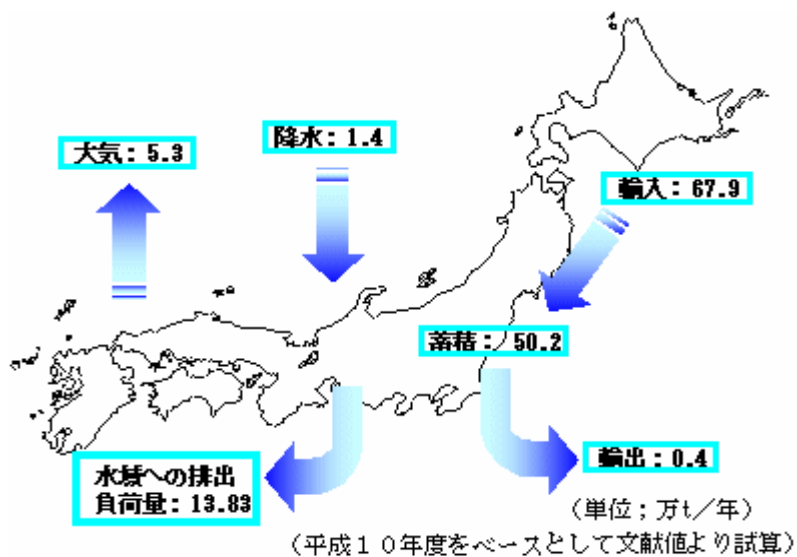 降水：1.4
大気：5.3
輸入：67.9
蓄積：50.2
輸出：0.4
水域への排出
負荷量：13.83
（単位；万t／年）
（平成１０年度をベースとして文献値より試算）